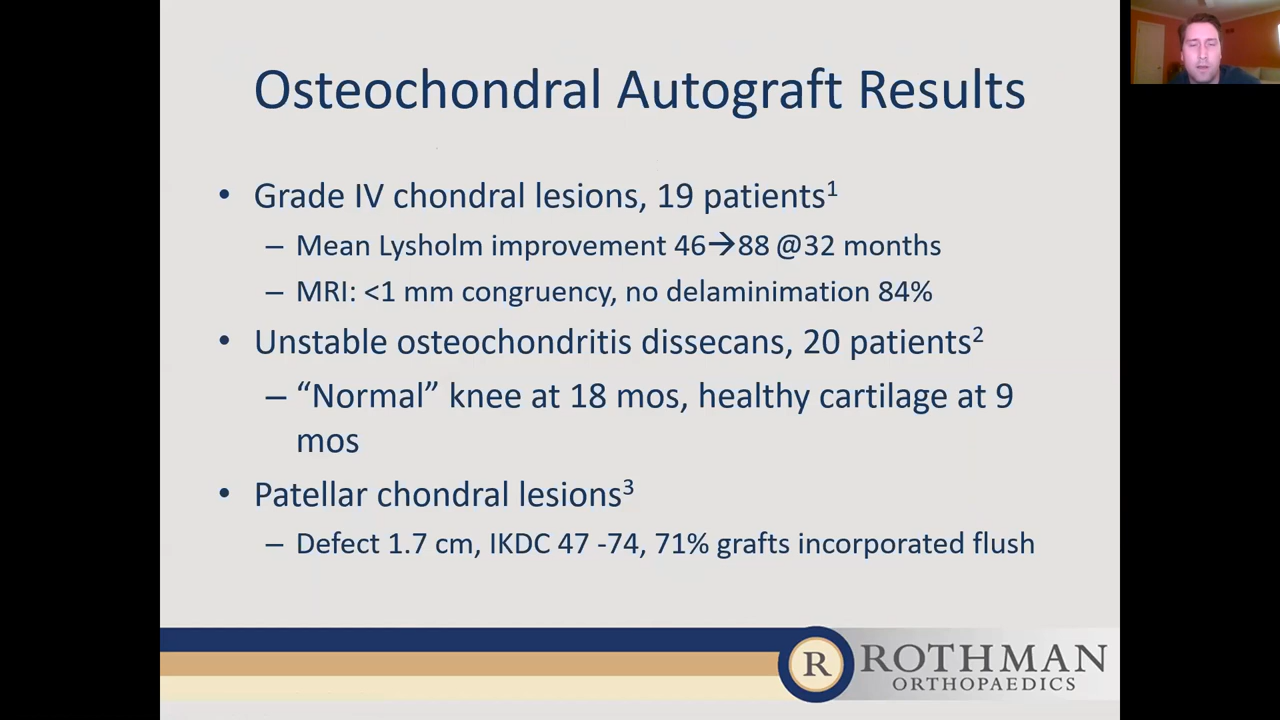 Osteochondral Autograft Results
• Grade IV chondral lesions, 19 patients¹
– Mean Lysholm improvement 46→88 @32 months
– MRI: <1 mm congruency, no delaminimation 84%
• Unstable osteochondritis dissecans, 20 patients²
– “Normal” knee at 18 mos, healthy cartilage at 9
mos
• Patellar chondral lesions³
– Defect 1.7 cm, IKDC 47 -74, 71% grafts incorporated flush
R ROTHMAN
ORTHOPAEDICS